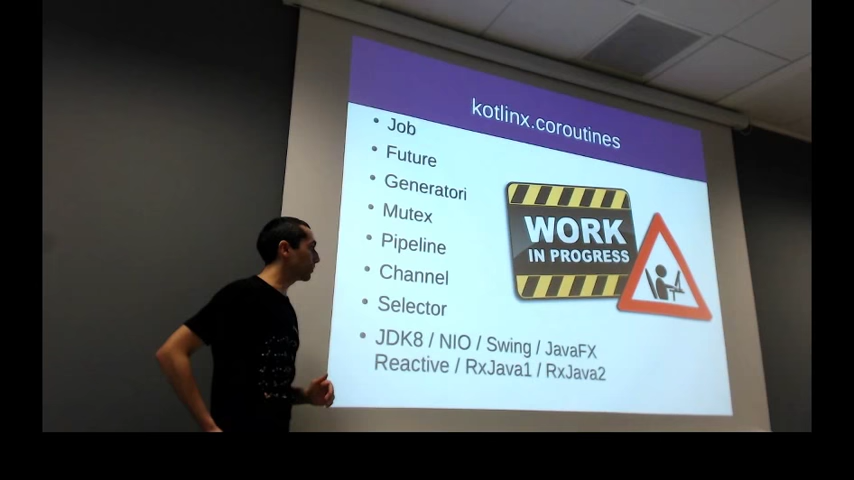 kotlinx.coroutines
• Job
• Future
• Generatori
• Mutex
• Pipeline
• Channel
• Selector
• JDK8 / NIO / Swing / JavaFX
Reactive / RxJava1 / RxJava2
WORK
IN PROGRESS